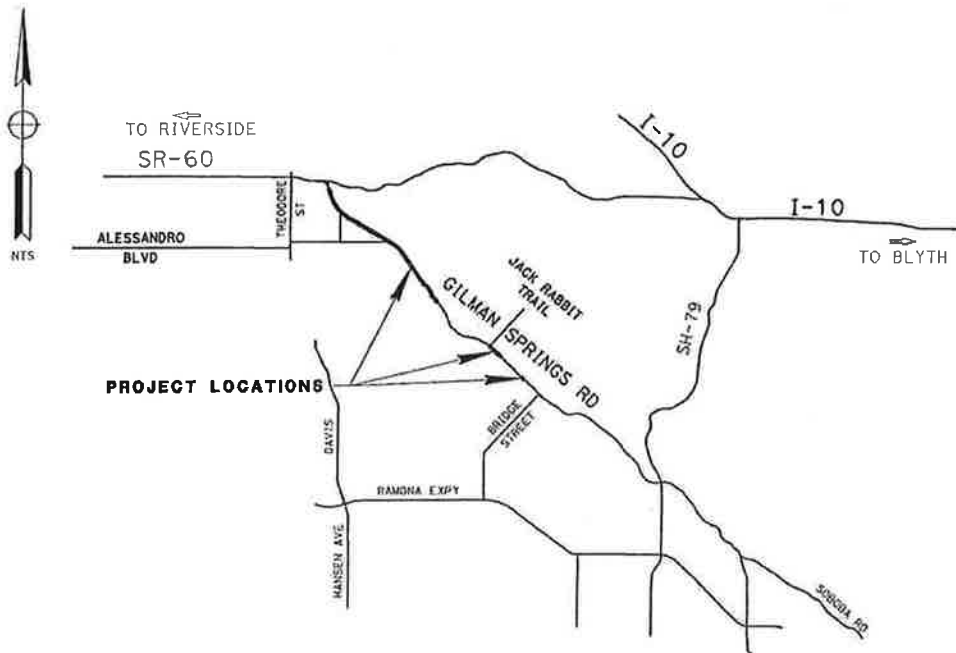 I-10
TO RIVERSIDE
SR-60
THEODORE
ST
I-10
NTS
ALESSANDRO
BLVD
TO BLYTH
JACK RABBIT
TRAIL
GILMAN SPRINGS RD
SH-79
PROJECT LOCATIONS
BRIDGE
STREET
DAVIS
RAMONA EXPY
HANSEN AVE
SOBOBA RD